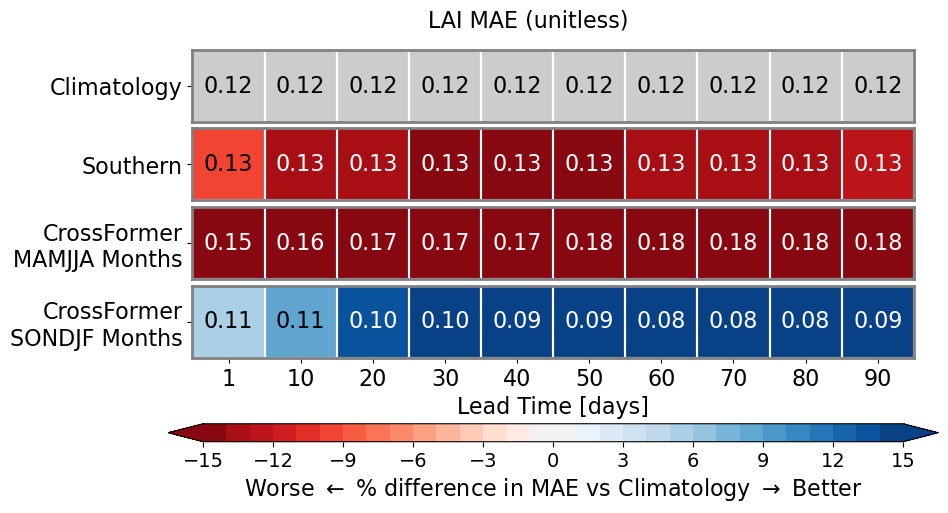 LAI MAE (unitless)
Climatology 0.12 0.12 0.12 0.12 0.12 0.12 0.12 0.12 0.12 0.12
Southern 0.13 0.13 0.13 0.13 0.13 0.13 0.13 0.13 0.13 0.13
CrossFormer
MAMJJA Months 0.15 0.16 0.17 0.17 0.17 0.18 0.18 0.18 0.18 0.18
CrossFormer
SONDJF Months 0.11 0.11 0.10 0.10 0.09 0.09 0.08 0.08 0.08 0.09
1 10 20 30 40 50 60 70 80 90
Lead Time [days]
−15 −12 −9 −6 −3 0 3 6 9 12 15
Worse ← % difference in MAE vs Climatology → Better